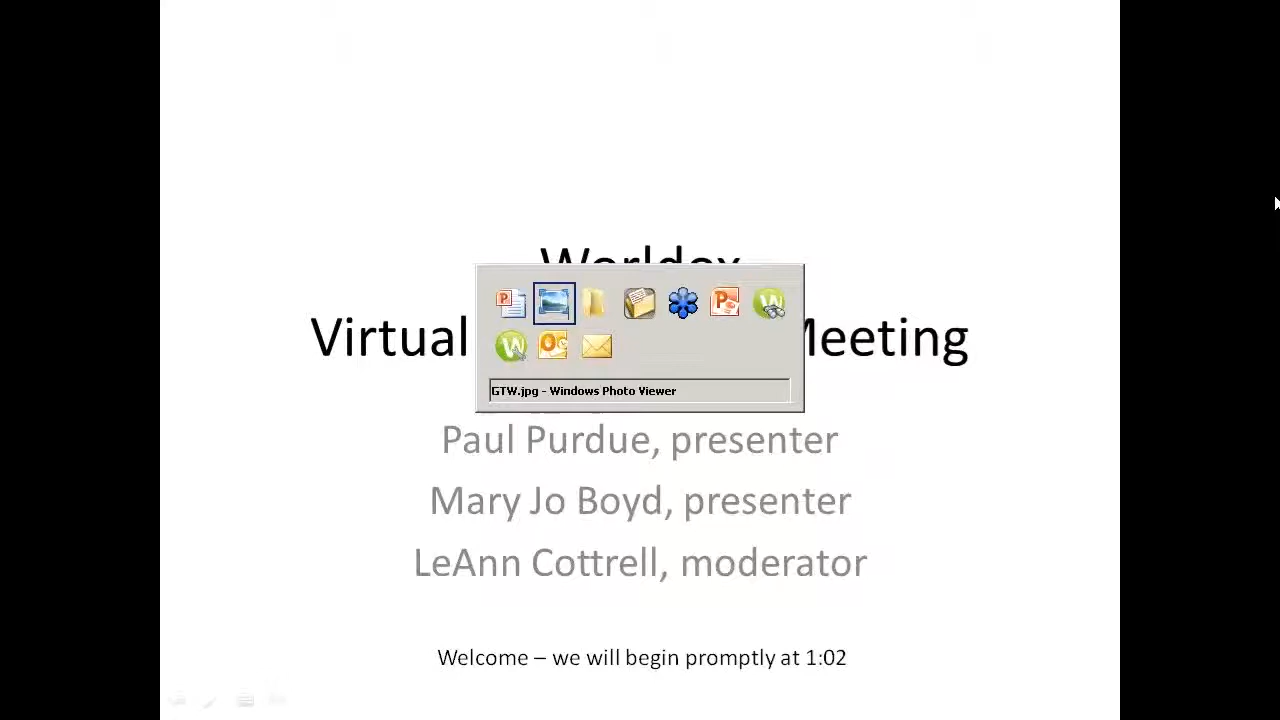 Worldox
Virtual
Meeting
GTW.jpg - Windows Photo Viewer
Paul Purdue, presenter
Mary Jo Boyd, presenter
LeAnn Cottrell, moderator
Welcome – we will begin promptly at 1:02